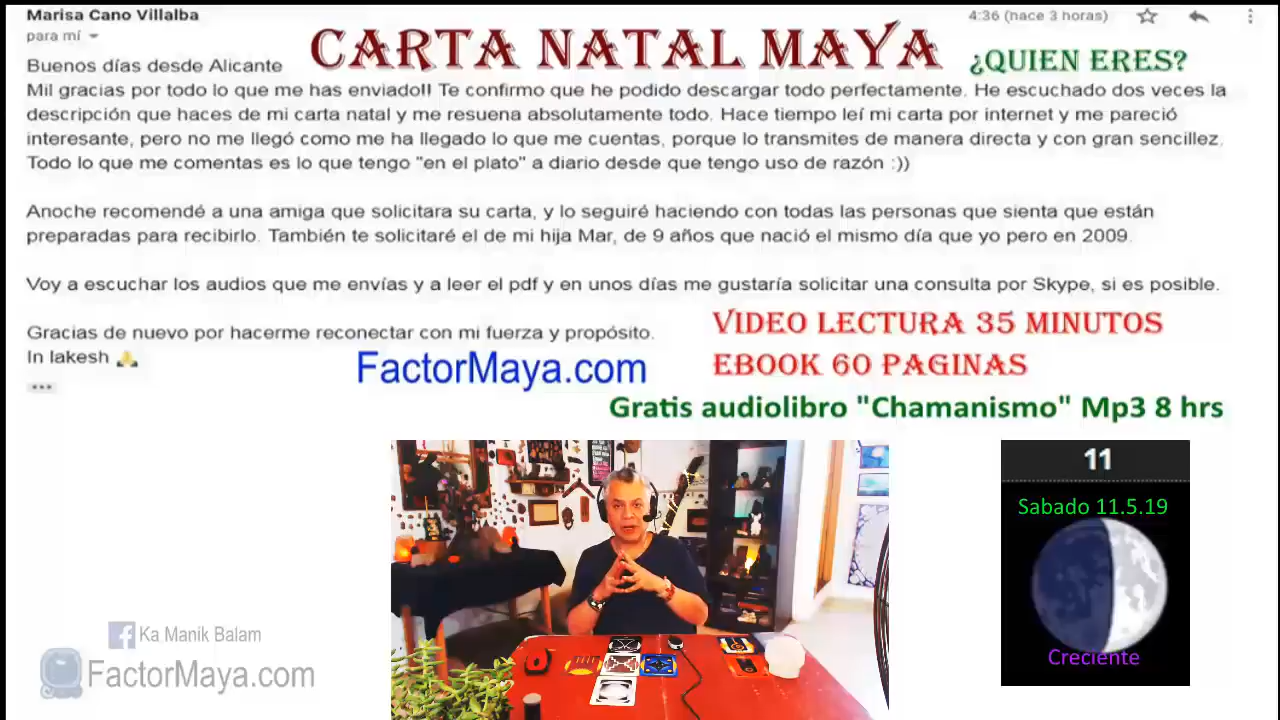 Marisa Cano Villalba
4:36 (hace 3 horas)
para mí
CARTA NATAL MAYA
¿QUIEN ERES?
Buenos días desde Alicante
Mil gracias por todo lo que me has enviado!! Te confirmo que he podido descargar todo perfectamente. He escuchado dos veces la
descripción que haces de mi carta natal y me resuena absolutamente todo. Hace tiempo leí mi carta por internet y me pareció
interesante, pero no me llegó como me ha llegado lo que me cuentas, porque lo transmites de manera directa y con gran sencillez.
Todo lo que me comentas es lo que tengo "en el plato" a diario desde que tengo uso de razón :))
Anoche recomendé a una amiga que solicitara su carta, y lo seguiré haciendo con todas las personas que sienta que están
preparadas para recibirlo. También te solicitaré el de mi hija Mar, de 9 años que nació el mismo día que yo pero en 2009.
Voy a escuchar los audios que me envías y a leer el pdf y en unos días me gustaría solicitar una consulta por Skype, si es posible.
Gracias de nuevo por hacerme reconectar con mi fuerza y propósito.
In lakesh
VIDEO LECTURA 35 MINUTOS
FactorMaya.com
EBOOK 60 PAGINAS
Gratis audiolibro "Chamanismo" Mp3 8 hrs
11
Sabado 11.5.19
Creciente
Ka Manik Balam
FactorMaya.com